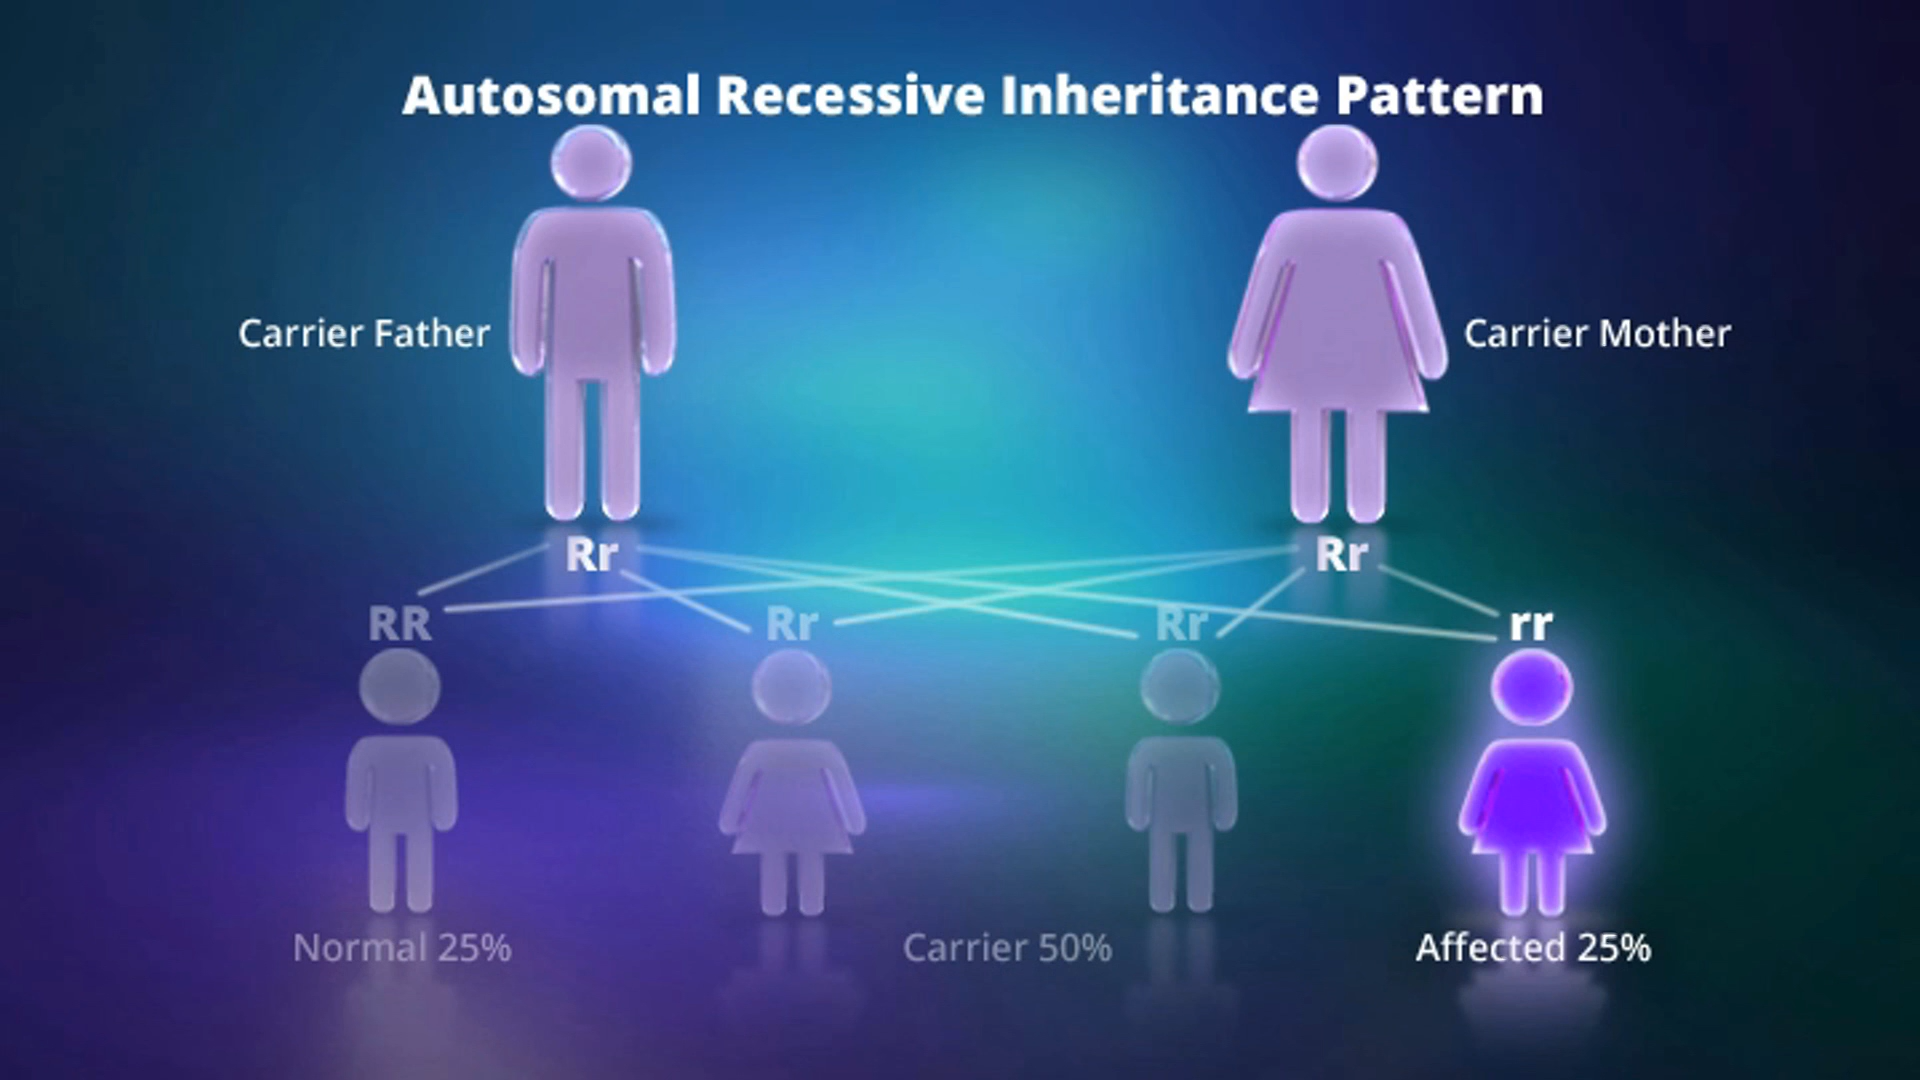 Autosomal Recessive Inheritance Pattern
Carrier Father
Carrier Mother
Rr
Rr
RR
Rr
Rr
rr
Normal 25%
Carrier 50%
Affected 25%